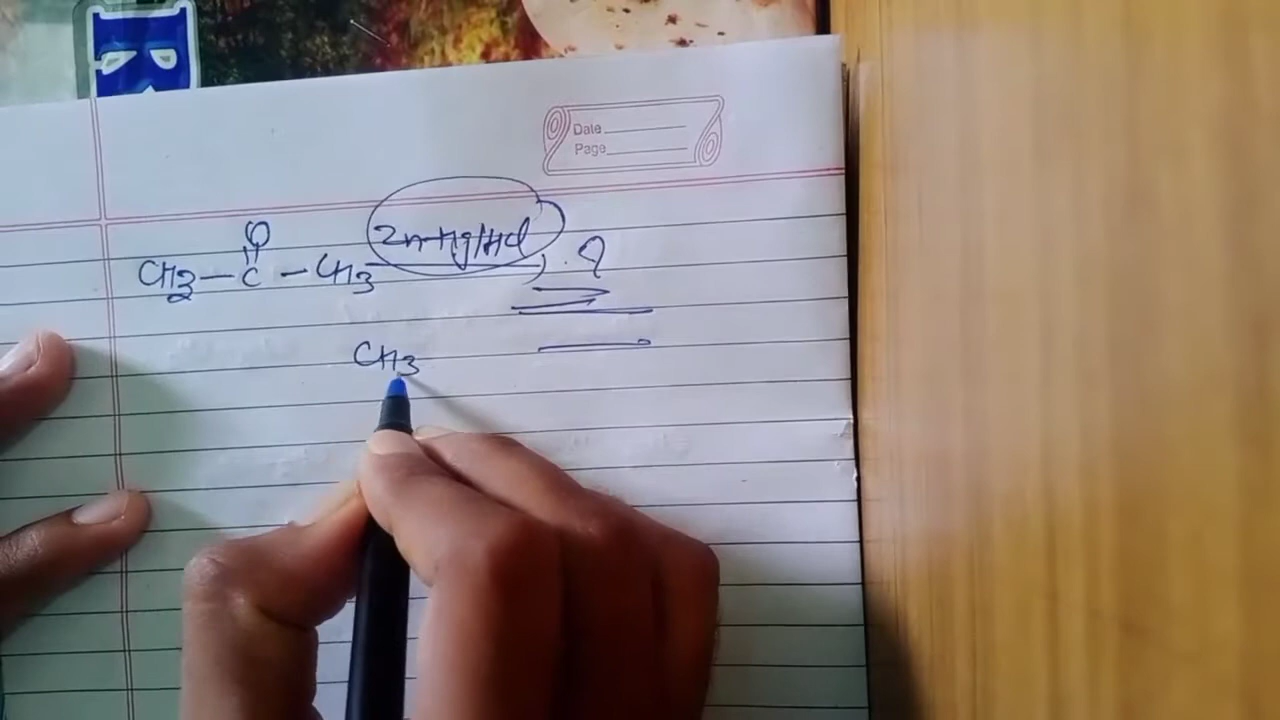 Date
Page
O
CH3—C—CH3 Zn-Hg/HCl ?
CH3